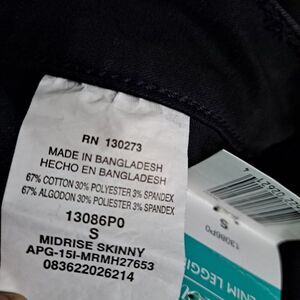 RN 130273
MADE IN BANGLADESH
HECHO EN BANGLADESH
67% COTTON 30% POLYESTER 3% SPANDEX
67% ALGODON 30% POLIESTER 3% SPANDEX
13086P0
S
MIDRISE SKINNY
APG-15I-MRMH27653
083622026214
13086P0
S